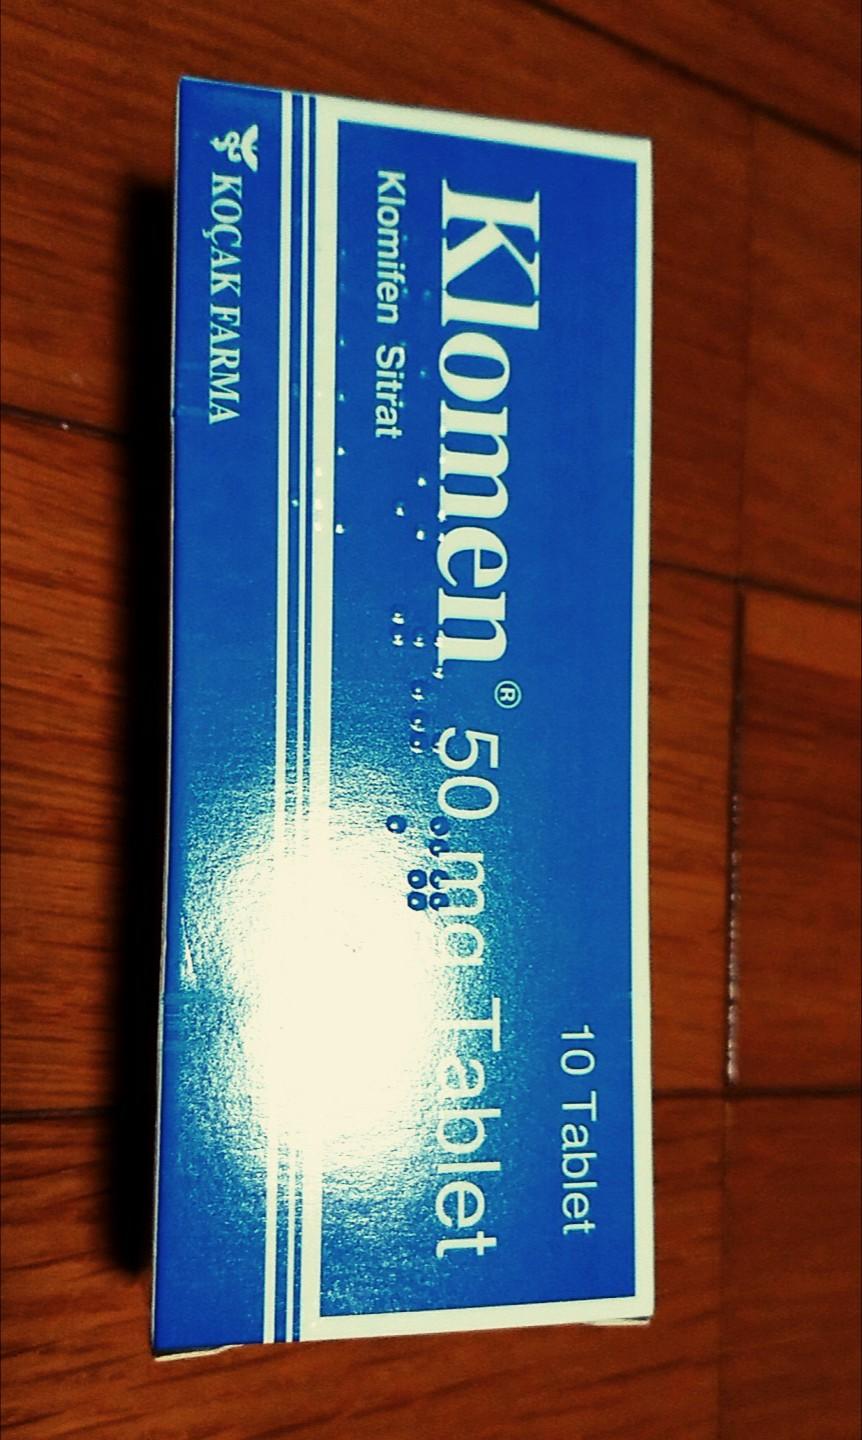 10 Tablet
Klomen® 50 mg Tablet
Klomifen Sitrat
KOÇAK FARMA